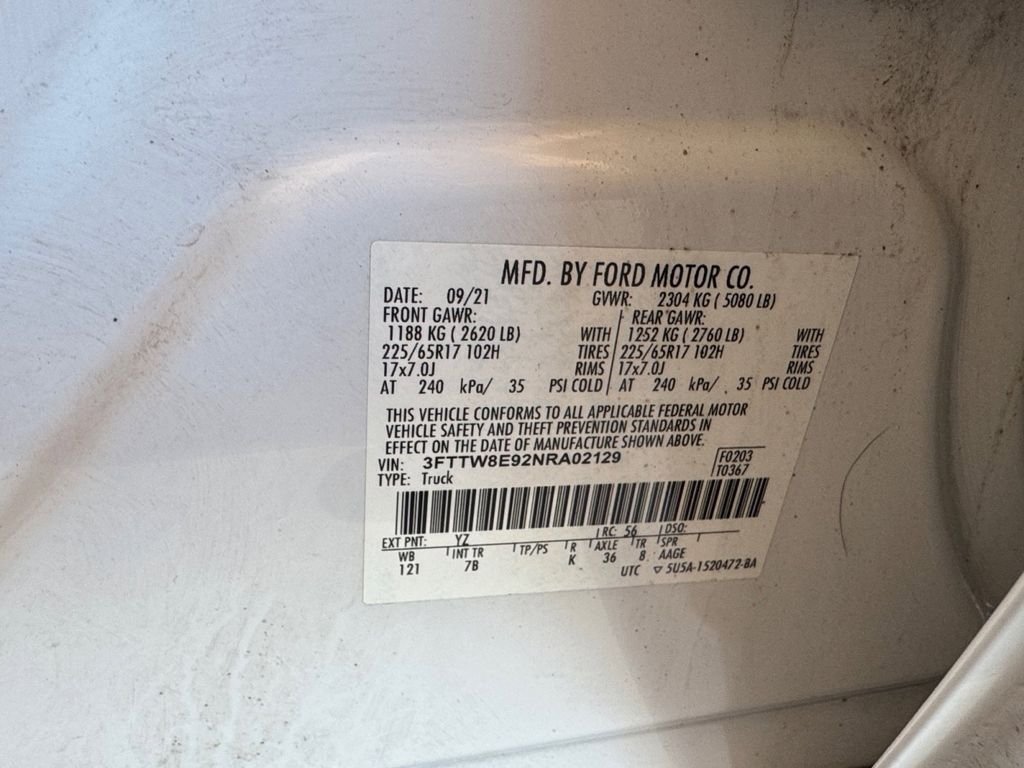 MFD. BY FORD MOTOR CO.
DATE: 09/21 GVWR: 2304 KG ( 5080 LB)
FRONT GAWR: REAR GAWR:
1188 KG ( 2620 LB) WITH 1252 KG ( 2760 LB) WITH
225/65R17 102H TIRES 225/65R17 102H TIRES
17x7.0J RIMS 17x7.0J RIMS
AT 240 kPa/ 35 PSI COLD AT 240 kPa/ 35 PSI COLD
THIS VEHICLE CONFORMS TO ALL APPLICABLE FEDERAL MOTOR
VEHICLE SAFETY AND THEFT PREVENTION STANDARDS IN
EFFECT ON THE DATE OF MANUFACTURE SHOWN ABOVE.
VIN: 3FTTW8E92NRA02129 F0203
TYPE: Truck T0367
EXT PNT: YZ RC: 56 DSO:
WB INT TR TP/PS R AXLE TR SPR
121 7B K 36 8 AAGE
UTC ▽ 5U5A-1520472-BA